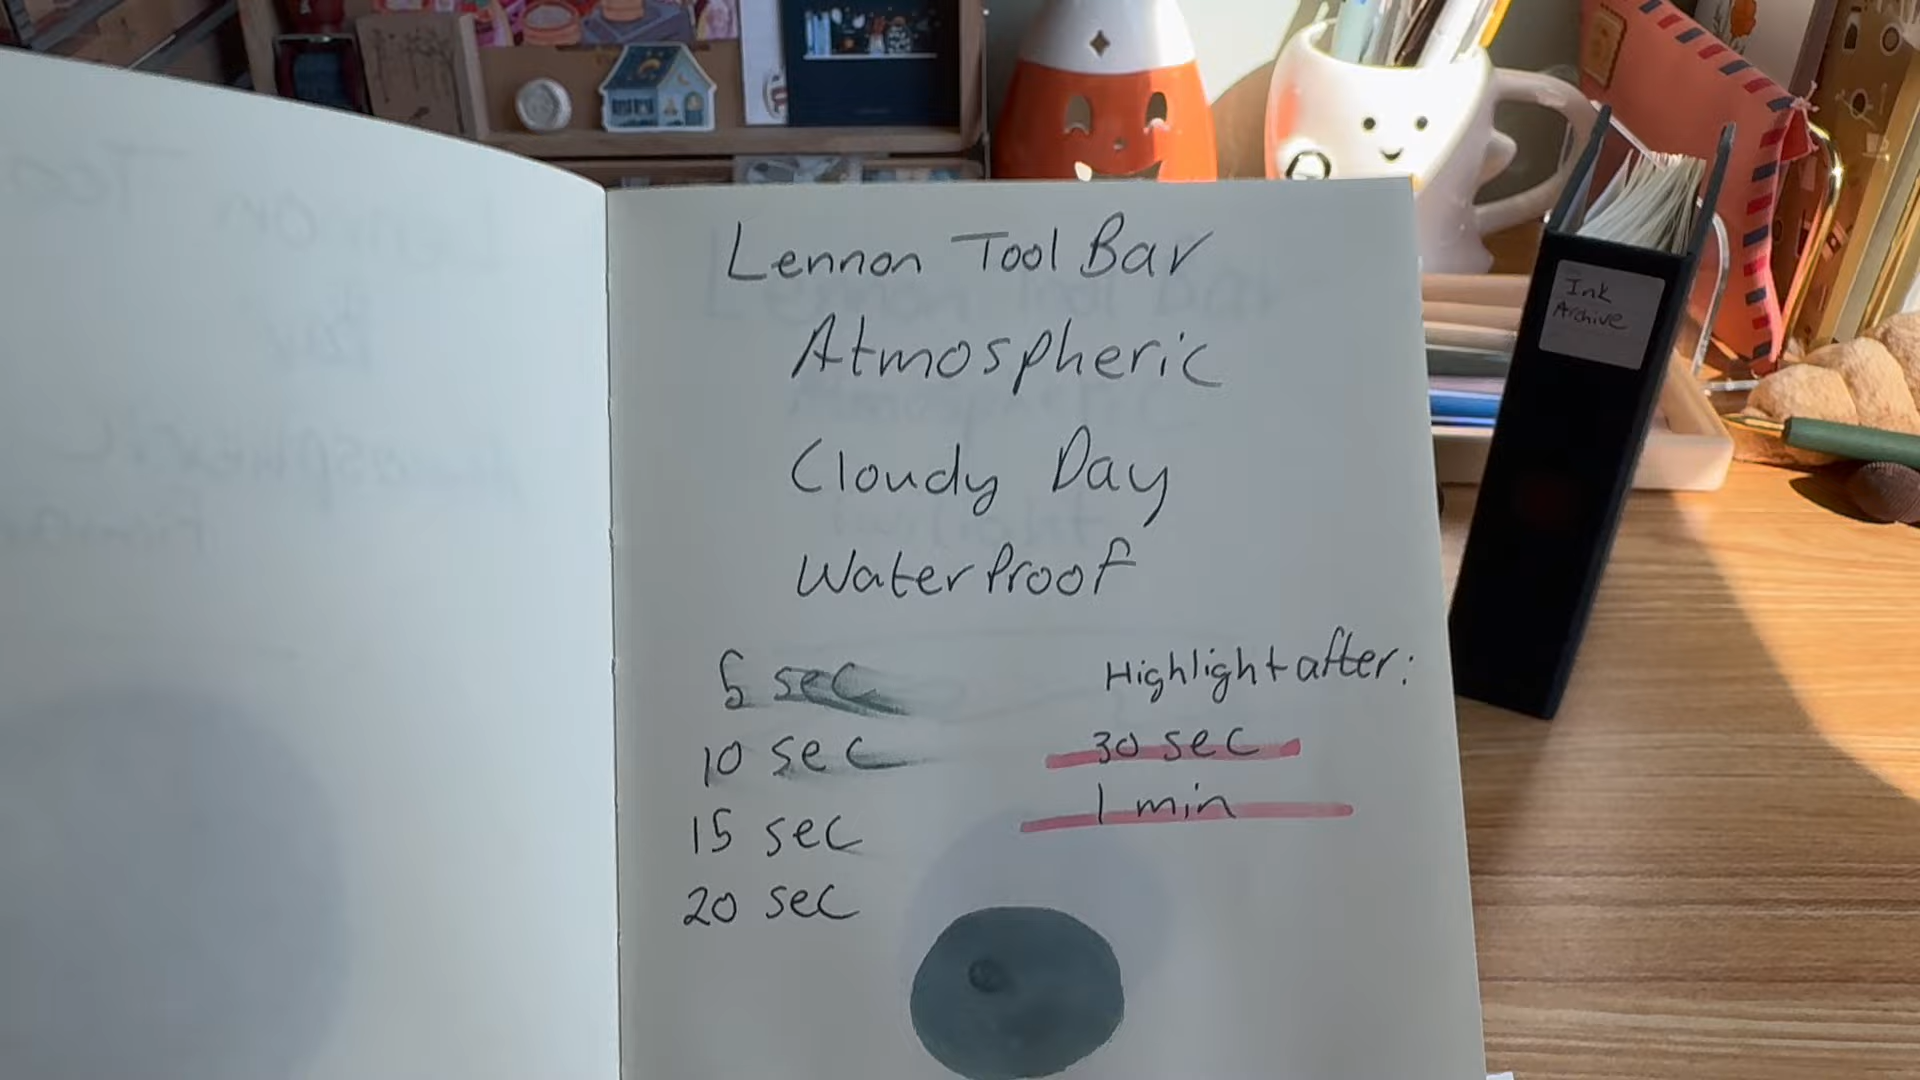 Lennon Tool Bar
Atmospheric
Cloudy Day
Waterproof
5 sec
10 sec
15 sec
20 sec
Highlight after:
30 sec
1 min
Ink
Archive